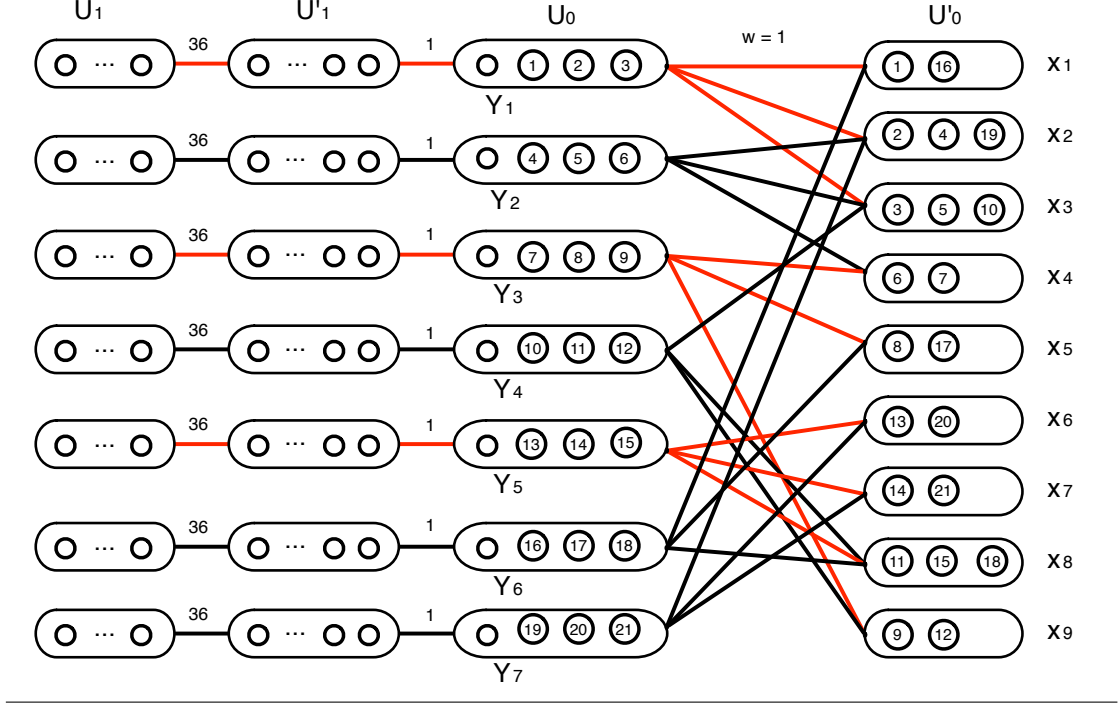 U1 U'1 U0 U'0
36 1 w = 1
... ... 1 2 3 1 16 x1
Y1
36 1 2 4 19 x2
... ... 4 5 6
Y2
3 5 10 x3
36 1
... ... 7 8 9 6 7 x4
Y3
36 1
... ... 10 11 12 8 17 x5
Y4
36 1 13 20 x6
... ... 13 14 15
Y5
14 21 x7
36 1
... ... 16 17 18 11 15 18 x8
Y6
36 1
... ... 19 20 21 9 12 x9
Y7